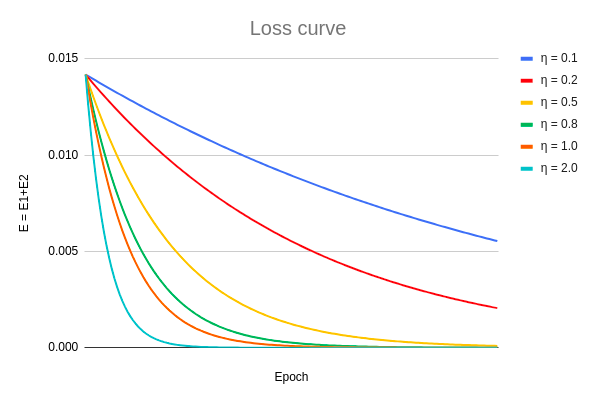 Loss curve
0.015
0.010
0.005
0.000
E = E1+E2
Epoch
η = 0.1
η = 0.2
η = 0.5
η = 0.8
η = 1.0
η = 2.0